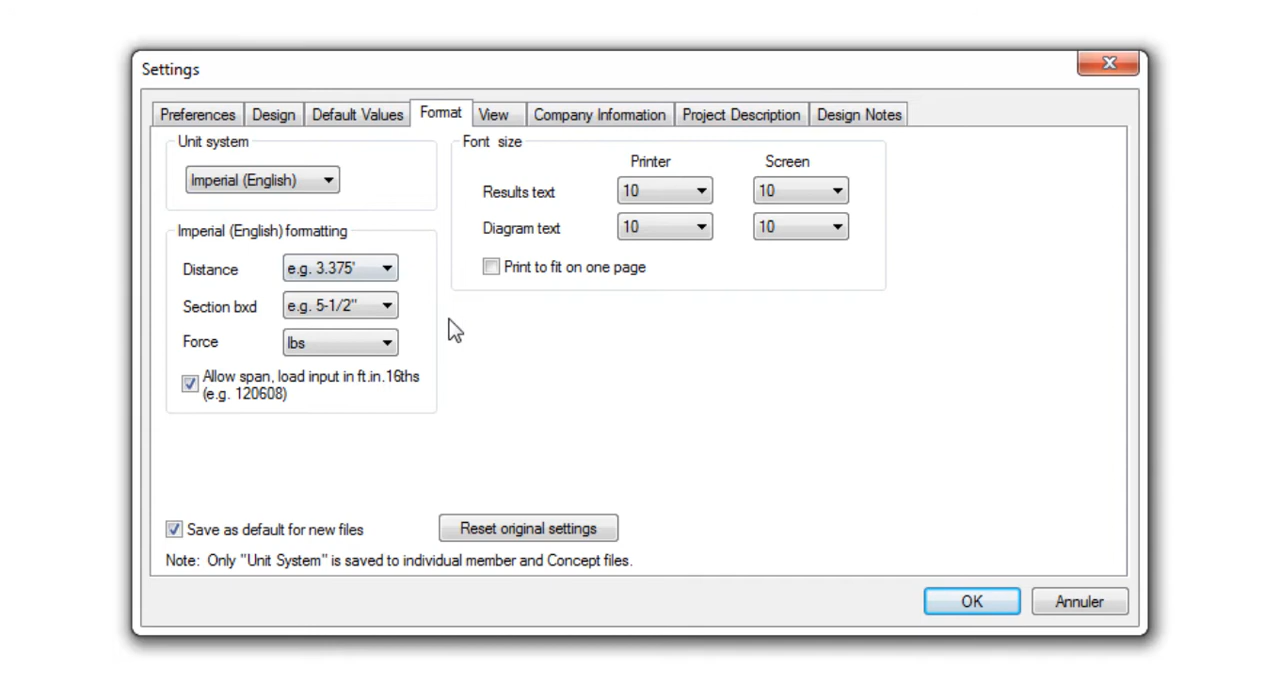 Settings
Preferences Design Default Values Format View Company Information Project Description Design Notes
Unit system
Imperial (English)
Imperial (English) formatting
Distance e.g. 3.375'
Section bxd e.g. 5-1/2"
Force lbs
Allow span, load input in ft.in.16ths
(e.g. 120608)
Font size
Printer Screen
Results text 10 10
Diagram text 10 10
Print to fit on one page
Save as default for new files Reset original settings
Note: Only "Unit System" is saved to individual member and Concept files.
OK Annuler